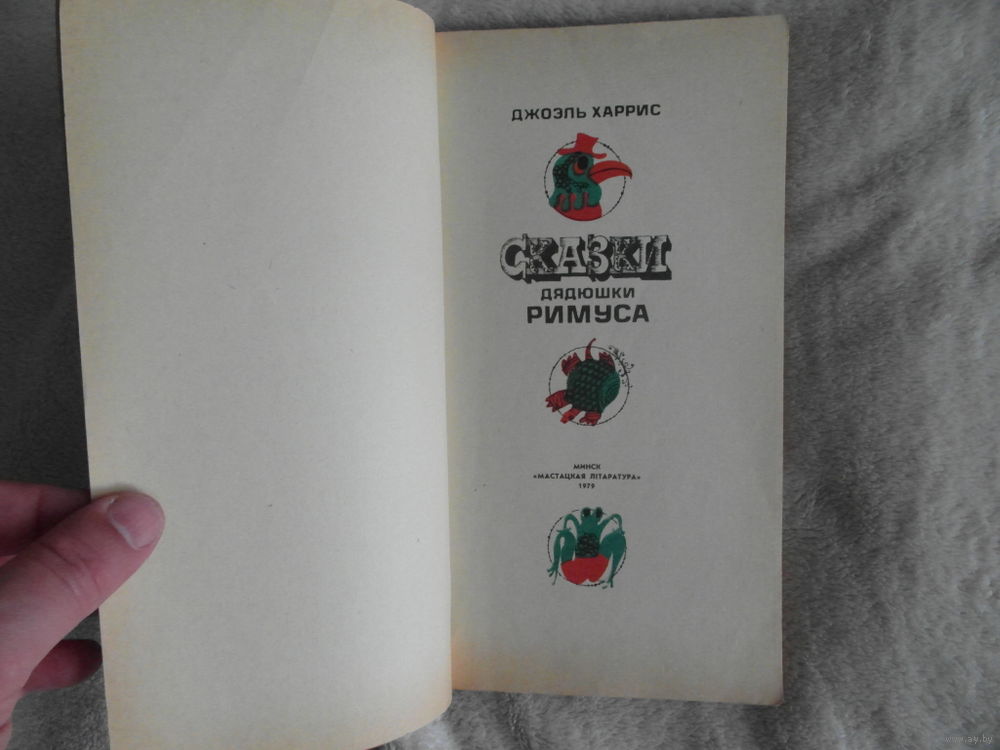 ДЖОЭЛЬ ХАРРИС
СКАЗКИ
ДЯДЮШКИ
РИМУСА
МИНСК
«МАСТАЦКАЯ ЛІТАРАТУРА»
1979
www.ay.by